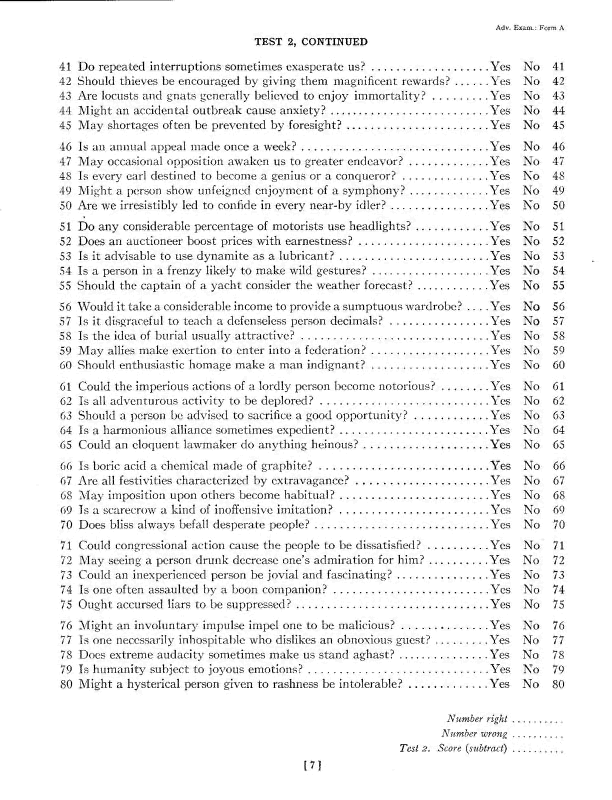 Adv. Exam.: Form A
TEST 2, CONTINUED
41 Do repeated interruptions sometimes exasperate us? ...................Yes No 41
42 Should thieves be encouraged by giving them magnificent rewards? ......Yes No 42
43 Are locusts and gnats generally believed to enjoy immortality? .........Yes No 43
44 Might an accidental outbreak cause anxiety? .........................Yes No 44
45 May shortages often be prevented by foresight? ......................Yes No 45
46 Is an annual appeal made once a week? ..............................Yes No 46
47 May occasional opposition awaken us to greater endeavor? .............Yes No 47
48 Is every earl destined to become a genius or a conqueror? ..............Yes No 48
49 Might a person show unfeigned enjoyment of a symphony? .............Yes No 49
50 Are we irresistibly led to confide in every near-by idler? ................Yes No 50
51 Do any considerable percentage of motorists use headlights? ............Yes No 51
52 Does an auctioneer boost prices with earnestness? .....................Yes No 52
53 Is it advisable to use dynamite as a lubricant? ........................Yes No 53
54 Is a person in a frenzy likely to make wild gestures? ...................Yes No 54
55 Should the captain of a yacht consider the weather forecast? ............Yes No 55
56 Would it take a considerable income to provide a sumptuous wardrobe? ....Yes No 56
57 Is it disgraceful to teach a defenseless person decimals? ................Yes No 57
58 Is the idea of burial usually attractive? ..............................Yes No 58
59 May allies make exertion to enter into a federation? ...................Yes No 59
60 Should enthusiastic homage make a man indignant? ...................Yes No 60
61 Could the imperious actions of a lordly person become notorious? ........Yes No 61
62 Is all adventurous activity to be deplored? ...........................Yes No 62
63 Should a person be advised to sacrifice a good opportunity? ............Yes No 63
64 Is a harmonious alliance sometimes expedient? .......................Yes No 64
65 Could an eloquent lawmaker do anything heinous? ....................Yes No 65
66 Is boric acid a chemical made of graphite? ...........................Yes No 66
67 Are all festivities characterized by extravagance? .....................Yes No 67
68 May imposition upon others become habitual? ........................Yes No 68
69 Is a scarecrow a kind of inoffensive imitation? ........................Yes No 69
70 Does bliss always befall desperate people? ............................Yes No 70
71 Could congressional action cause the people to be dissatisfied? ..........Yes No 71
72 May seeing a person drunk decrease one's admiration for him? ..........Yes No 72
73 Could an inexperienced person be jovial and fascinating? ...............Yes No 73
74 Is one often assaulted by a boon companion? .........................Yes No 74
75 Ought accursed liars to be suppressed? ...............................Yes No 75
76 Might an involuntary impulse impel one to be malicious? ..............Yes No 76
77 Is one necessarily inhospitable who dislikes an obnoxious guest? .........Yes No 77
78 Does extreme audacity sometimes make us stand aghast? ..............Yes No 78
79 Is humanity subject to joyous emotions? .............................Yes No 79
80 Might a hysterical person given to rashness be intolerable? .............Yes No 80
Number right ..........
Number wrong ..........
Test 2. Score (subtract) ..........
[7]